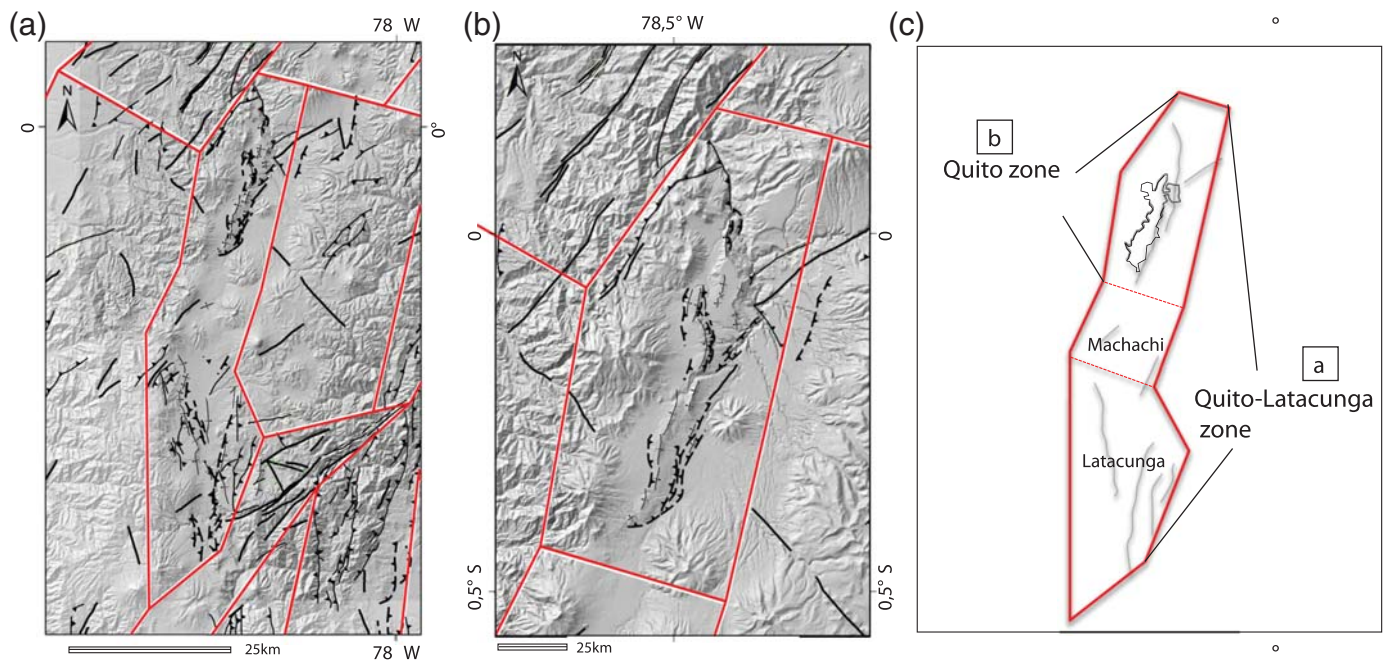 (a)
78 W
N
0
0°
25km
78 W
(b)
78,5° W
N
0
0
0,5° S
0,5° S
25km
(c)
b
Quito zone
Machachi
a
Quito-Latacunga
zone
Latacunga